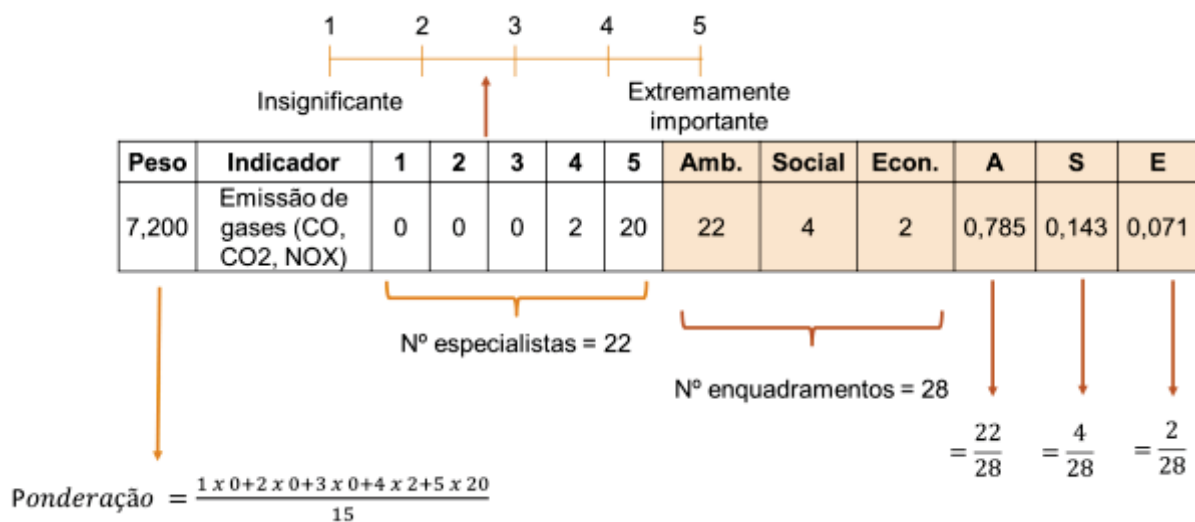 1 2 3 4 5
Insignificante
Extremamente
importante
Peso Indicador 1 2 3 4 5 Amb. Social Econ. A S E
7,200 Emissão de gases (CO, CO2, NOX) 0 0 0 2 20 22 4 2 0,785 0,143 0,071
Nº especialistas = 22
Nº enquadramentos = 28
= 22/28 = 4/28 = 2/28
Ponderação = 1 x 0+2 x 0+3 x 0+4 x 2+5 x 20 / 15